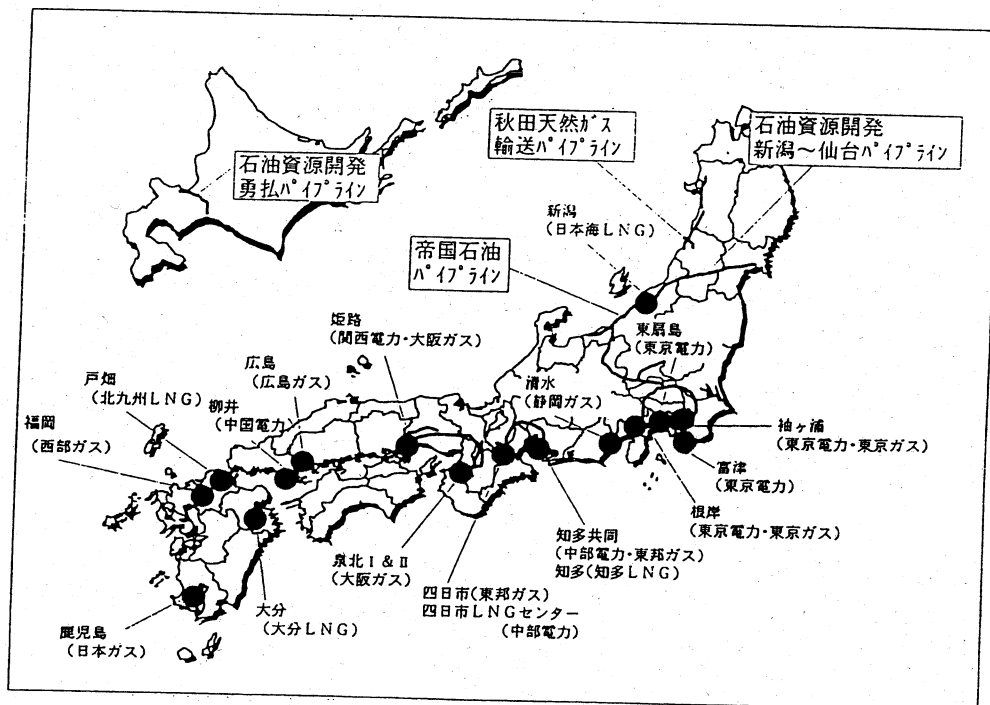 石油資源開発
勇払ﾊﾟｲﾌﾟﾗｲﾝ
秋田天然ｶﾞｽ
輸送ﾊﾟｲﾌﾟﾗｲﾝ
石油資源開発
新潟～仙台ﾊﾟｲﾌﾟﾗｲﾝ
新潟
(日本海LNG)
帝国石油
ﾊﾟｲﾌﾟﾗｲﾝ
東扇島
(東京電力)
姫路
(関西電力・大阪ガス)
広島
(広島ガス)
清水
(静岡ガス)
戸畑
(北九州LNG)
柳井
(中国電力)
福岡
(西部ガス)
袖ヶ浦
(東京電力・東京ガス)
富津
(東京電力)
根岸
(東京電力・東京ガス)
知多共同
(中部電力・東邦ガス)
知多(知多LNG)
泉北Ⅰ&Ⅱ
(大阪ガス)
四日市(東邦ガス)
四日市LNGセンター
(中部電力)
大分
(大分LNG)
鹿児島
(日本ガス)